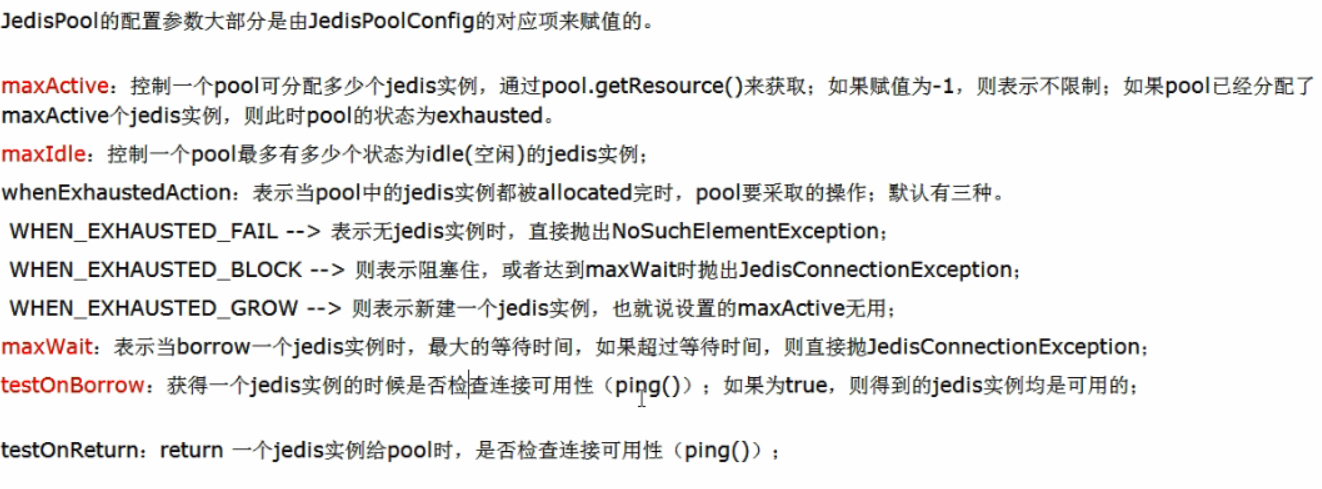 JedisPool的配置参数大部分是由JedisPoolConfig的对应项来赋值的。
maxActive：控制一个pool可分配多少个jedis实例，通过pool.getResource()来获取；如果赋值为-1，则表示不限制；如果pool已经分配了
maxActive个jedis实例，则此时pool的状态为exhausted。
maxIdle：控制一个pool最多有多少个状态为idle(空闲)的jedis实例；
whenExhaustedAction：表示当pool中的jedis实例都被allocated完时，pool要采取的操作；默认有三种。
WHEN_EXHAUSTED_FAIL --> 表示无jedis实例时，直接抛出NoSuchElementException；
WHEN_EXHAUSTED_BLOCK --> 则表示阻塞住，或者达到maxWait时抛出JedisConnectionException；
WHEN_EXHAUSTED_GROW --> 则表示新建一个jedis实例，也就说设置的maxActive无用；
maxWait：表示当borrow一个jedis实例时，最大的等待时间，如果超过等待时间，则直接抛JedisConnectionException；
testOnBorrow：获得一个jedis实例的时候是否检查连接可用性（ping()）；如果为true，则得到的jedis实例均是可用的；
testOnReturn：return 一个jedis实例给pool时，是否检查连接可用性（ping()）；